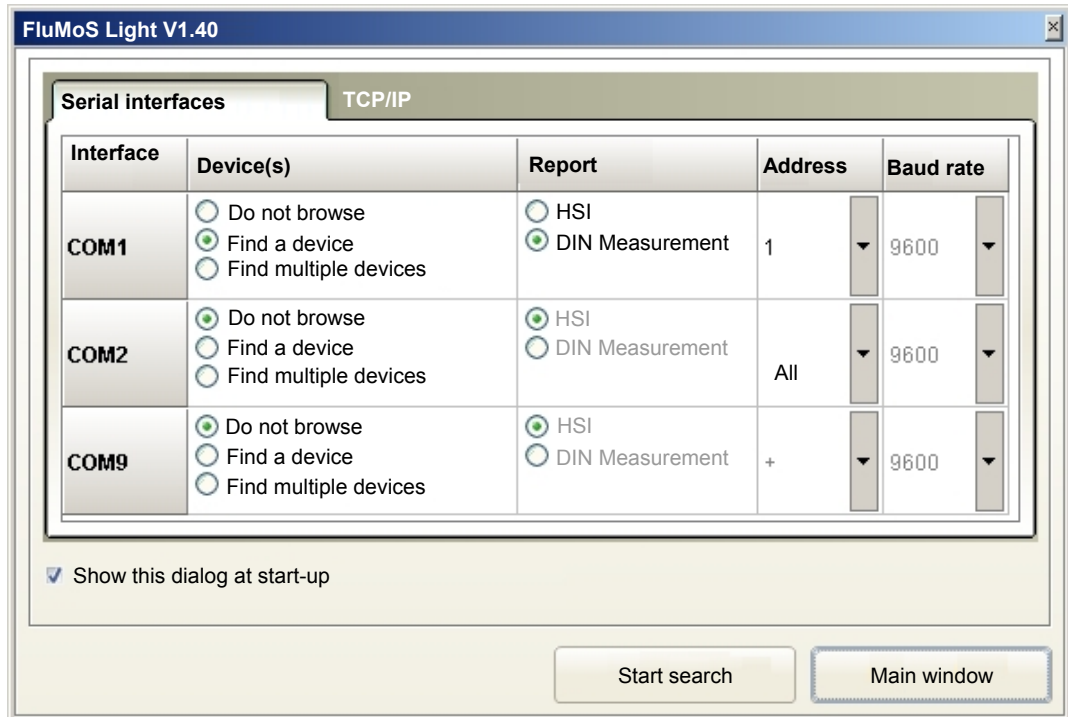 FluMoS Light V1.40
Serial interfaces TCP/IP
Interface Device(s) Report Address Baud rate
COM1
Do not browse
Find a device
Find multiple devices
HSI
DIN Measurement
1
9600
COM2
Do not browse
Find a device
Find multiple devices
HSI
DIN Measurement
All
9600
COM9
Do not browse
Find a device
Find multiple devices
HSI
DIN Measurement
+
9600
Show this dialog at start-up
Start search
Main window